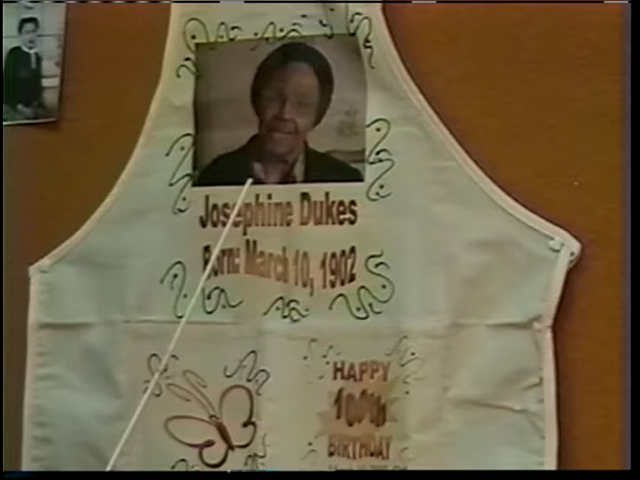 Josephine Dukes
Born: March 10, 1902
HAPPY
100th
BIRTHDAY